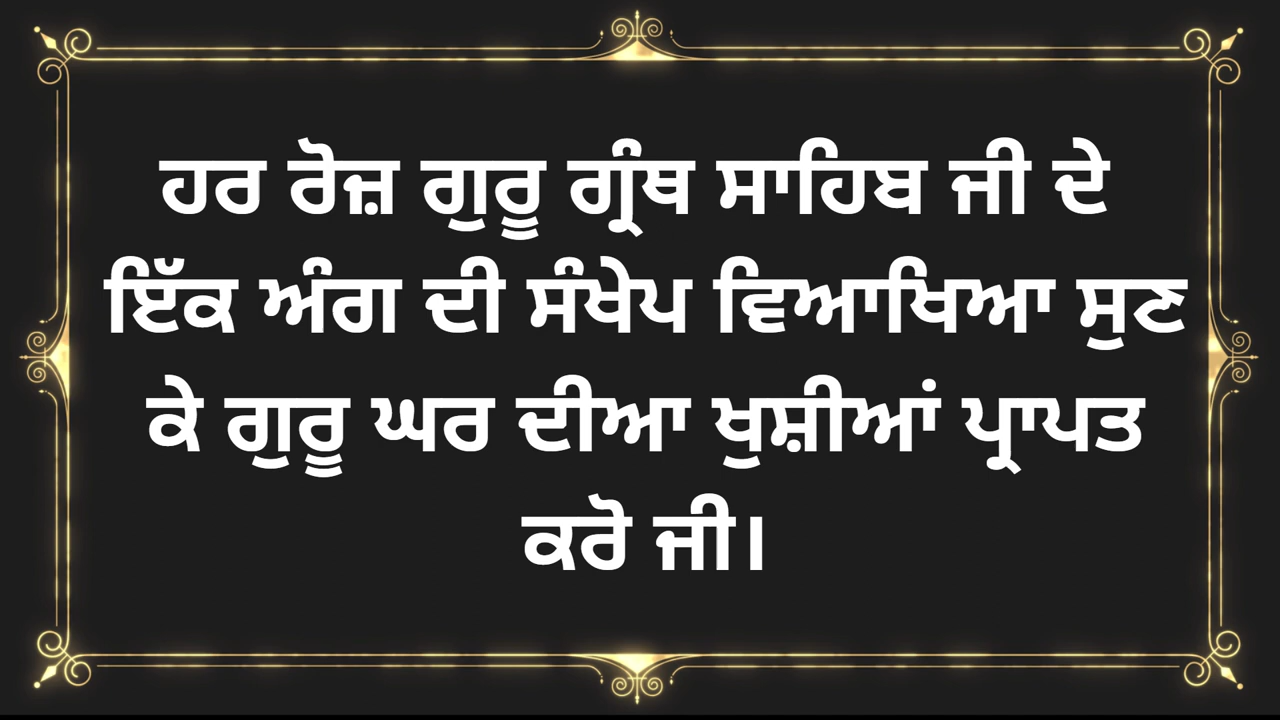 ਹਰ ਰੋਜ਼ ਗੁਰੂ ਗ੍ਰੰਥ ਸਾਹਿਬ ਜੀ ਦੇ
ਇੱਕ ਅੰਗ ਦੀ ਸੰਖੇਪ ਵਿਆਖਿਆ ਸੁਣ
ਕੇ ਗੁਰੂ ਘਰ ਦੀਆ ਖੁਸ਼ੀਆਂ ਪ੍ਰਾਪਤ
ਕਰੋ ਜੀ।